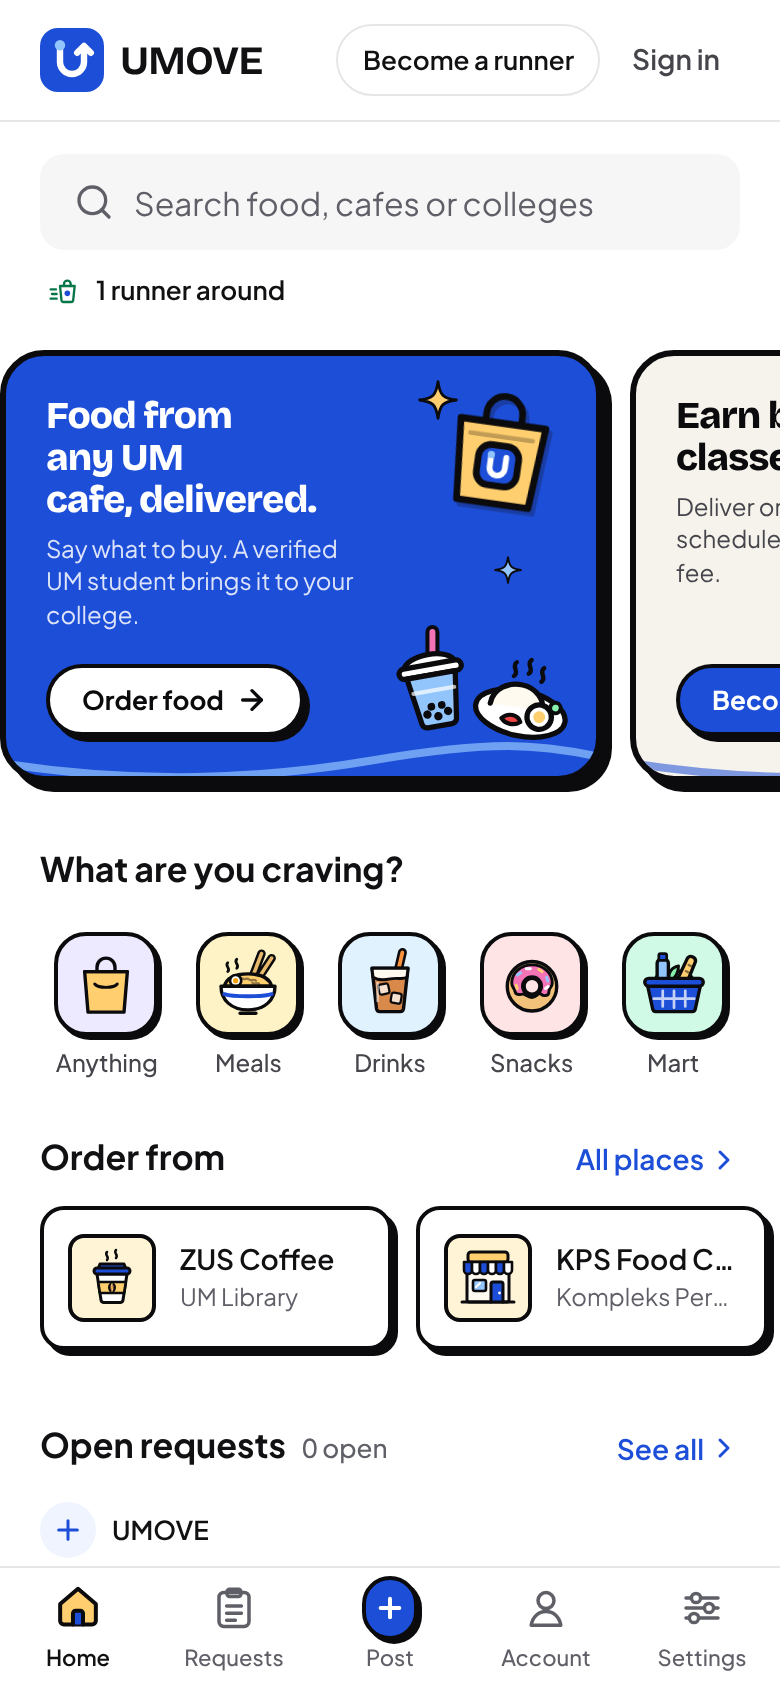 UMOVE
Become a runner
Sign in
Search food, cafes or colleges
1 runner around
Food from
any UM
cafe, delivered.
Say what to buy. A verified
UM student brings it to your
college.
Order food
Earn b
classe
Deliver or
schedule
fee.
Beco
What are you craving?
Anything
Meals
Drinks
Snacks
Mart
Order from
All places
ZUS Coffee
UM Library
KPS Food C...
Kompleks Per...
Open requests 0 open
See all
UMOVE
Home
Requests
Post
Account
Settings